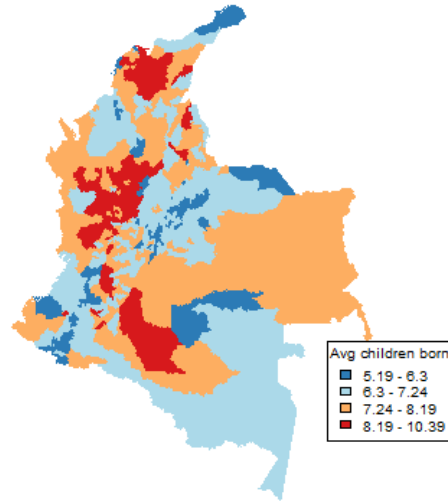 Avg children born
5.19 - 6.3
6.3 - 7.24
7.24 - 8.19
8.19 - 10.39